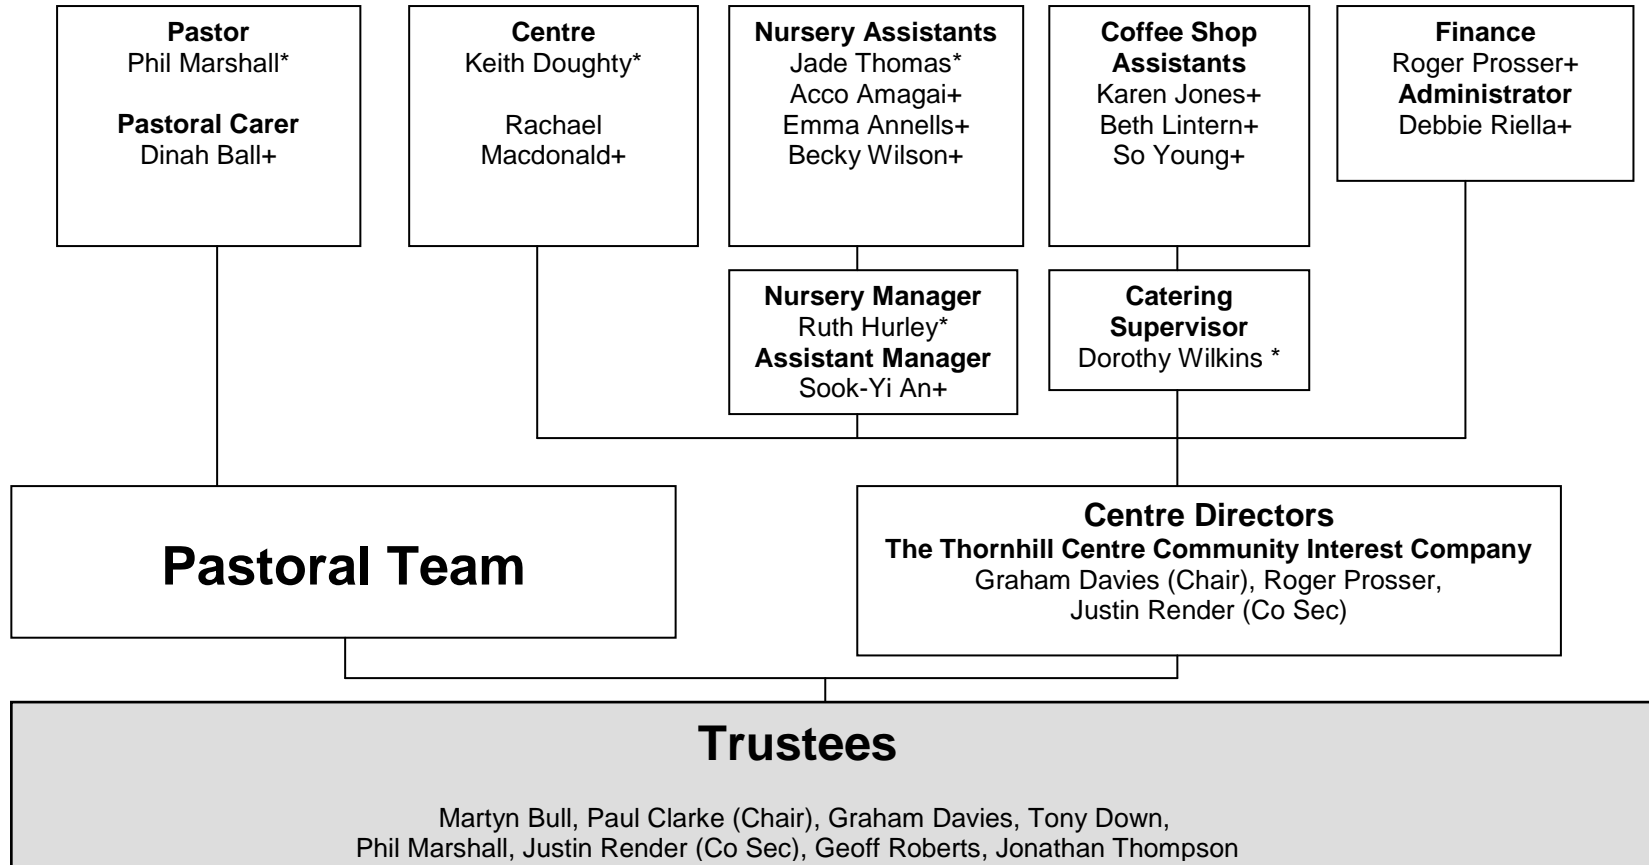 Pastor
Phil Marshall*
Pastoral Carer
Dinah Ball+
Centre
Keith Doughty*
Rachael
Macdonald+
Nursery Assistants
Jade Thomas*
Acco Amagai+
Emma Annells+
Becky Wilson+
Coffee Shop
Assistants
Karen Jones+
Beth Lintern+
So Young+
Finance
Roger Prosser+
Administrator
Debbie Riella+
Nursery Manager
Ruth Hurley*
Assistant Manager
Sook-Yi An+
Catering
Supervisor
Dorothy Wilkins *
Pastoral Team
Centre Directors
The Thornhill Centre Community Interest Company
Graham Davies (Chair), Roger Prosser,
Justin Render (Co Sec)
Trustees
Martyn Bull, Paul Clarke (Chair), Graham Davies, Tony Down,
Phil Marshall, Justin Render (Co Sec), Geoff Roberts, Jonathan Thompson